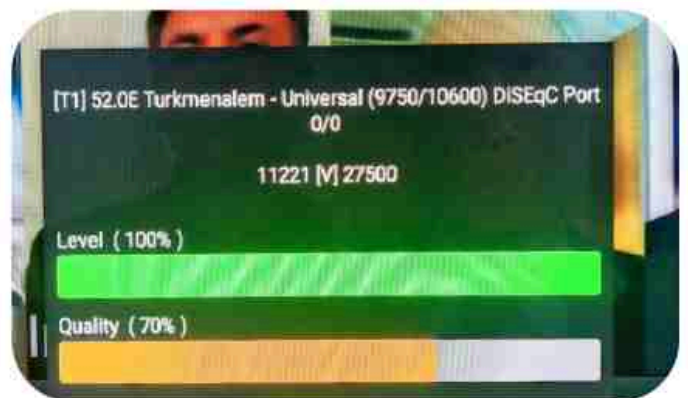 [T1] 52.0E Turkmenalem - Universal (9750/10600) DiSEqC Port
0/0
11221 [V] 27500
Level ( 100% )
Quality ( 70% )